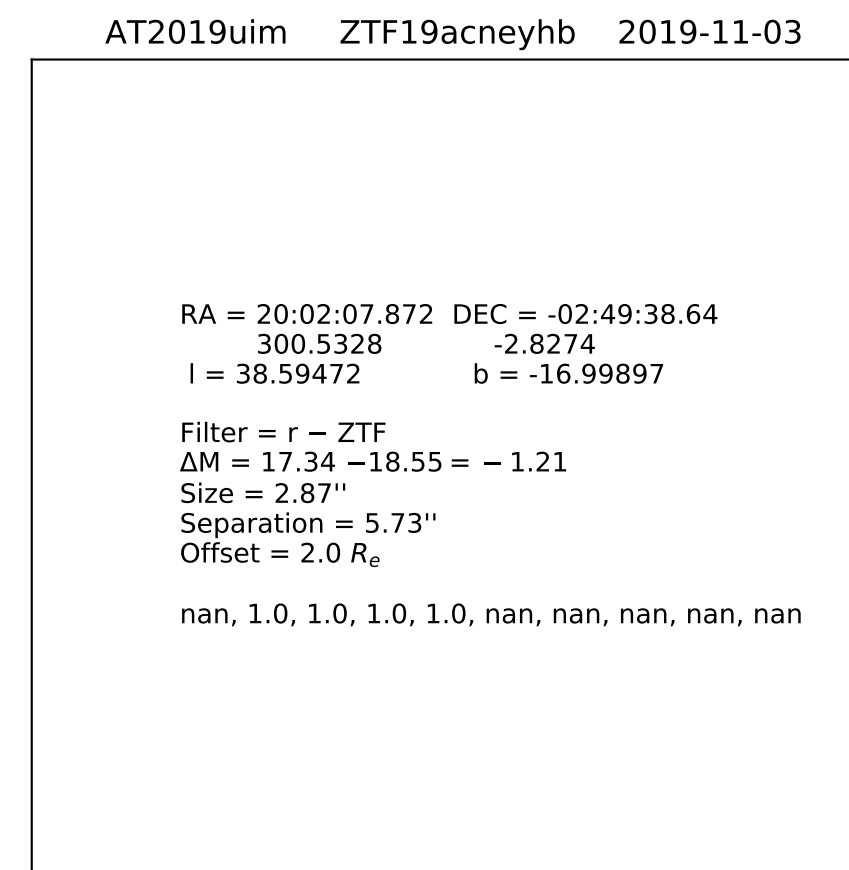 AT2019uim ZTF19acneyhb 2019-11-03
RA = 20:02:07.872 DEC = -02:49:38.64
300.5328 -2.8274
l = 38.59472 b = -16.99897
Filter = r − ZTF
ΔM = 17.34 −18.55 = − 1.21
Size = 2.87''
Separation = 5.73''
Offset = 2.0 Rₑ
nan, 1.0, 1.0, 1.0, 1.0, nan, nan, nan, nan, nan